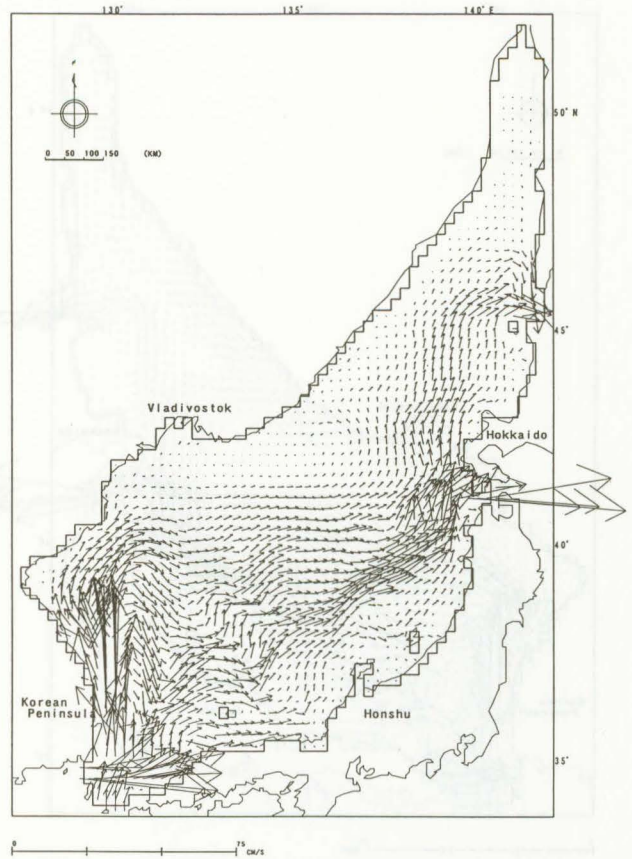 130° 135° 140°E
50°N
0 50 100 150 (KM)
45°
Vladivostok
Hokkaido
40°
Korean
Peninsula
Honshu
35°
0 75
CM/S